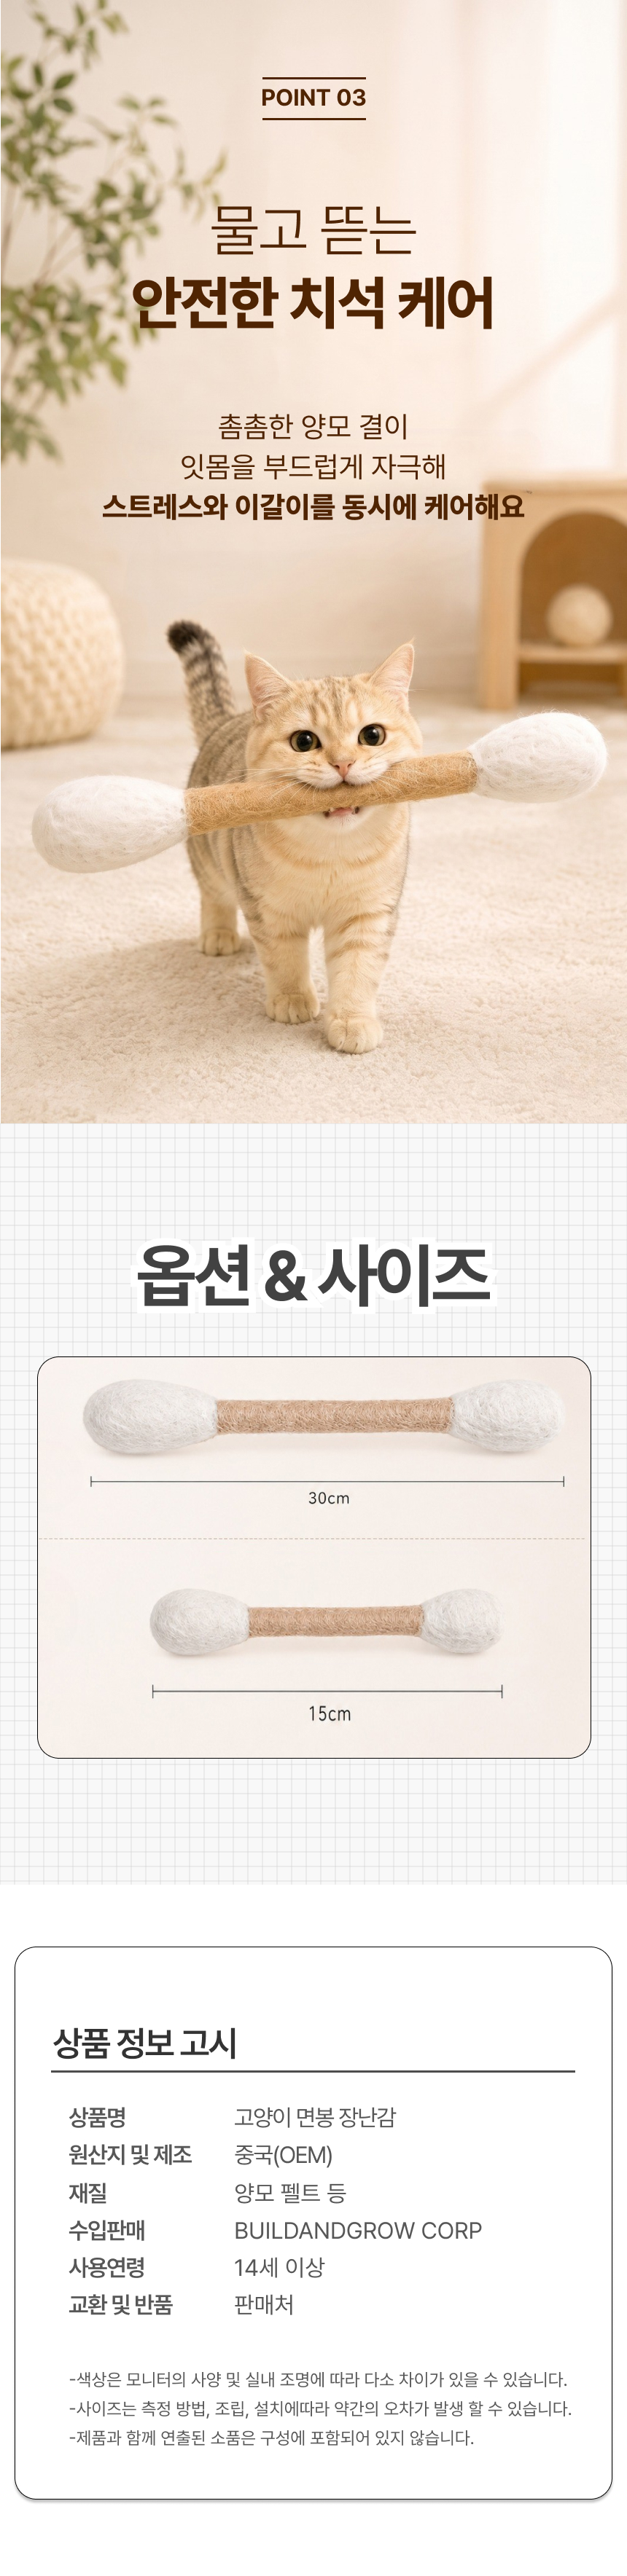 POINT 03
물고 뜯는
안전한 치석 케어
촘촘한 양모 결이
잇몸을 부드럽게 자극해
스트레스와 이갈이를 동시에 케어해요
옵션 & 사이즈
30cm
15cm
상품 정보 고시
상품명 고양이 면봉 장난감
원산지 및 제조 중국(OEM)
재질 양모 펠트 등
수입판매 BUILDANDGROW CORP
사용연령 14세 이상
교환 및 반품 판매처
-색상은 모니터의 사양 및 실내 조명에 따라 다소 차이가 있을 수 있습니다.
-사이즈는 측정 방법, 조립, 설치에따라 약간의 오차가 발생 할 수 있습니다.
-제품과 함께 연출된 소품은 구성에 포함되어 있지 않습니다.